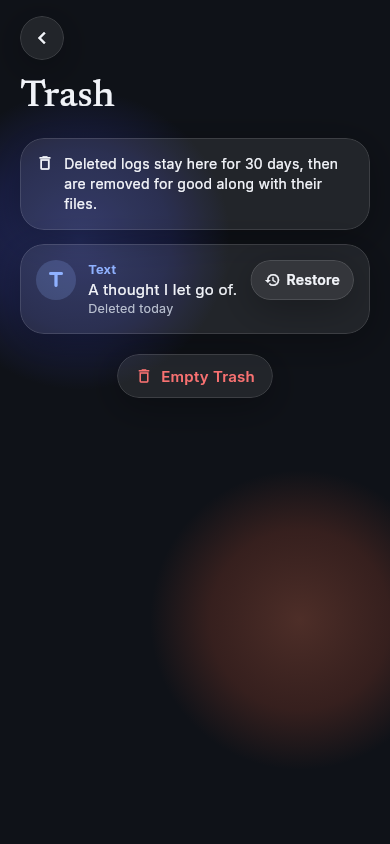 Trash
Deleted logs stay here for 30 days, then
are removed for good along with their
files.
T
Text
A thought I let go of.
Deleted today
Restore
Empty Trash